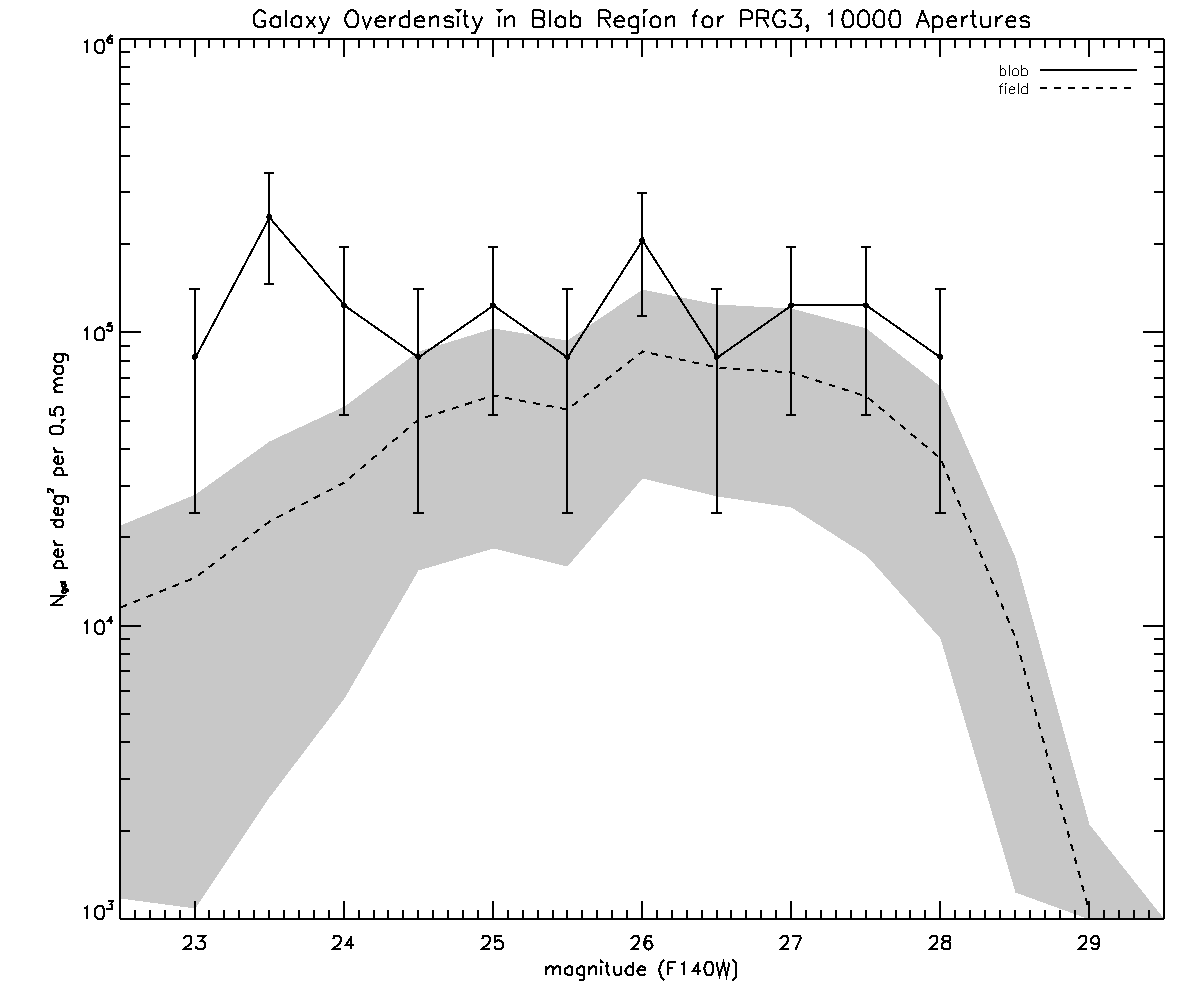 Galaxy Overdensity in Blob Region for PRG3, 10000 Apertures
blob
field
10⁶
10⁵
10⁴
10³
N_gal per deg² per 0.5 mag
23 24 25 26 27 28 29
magnitude (F140W)